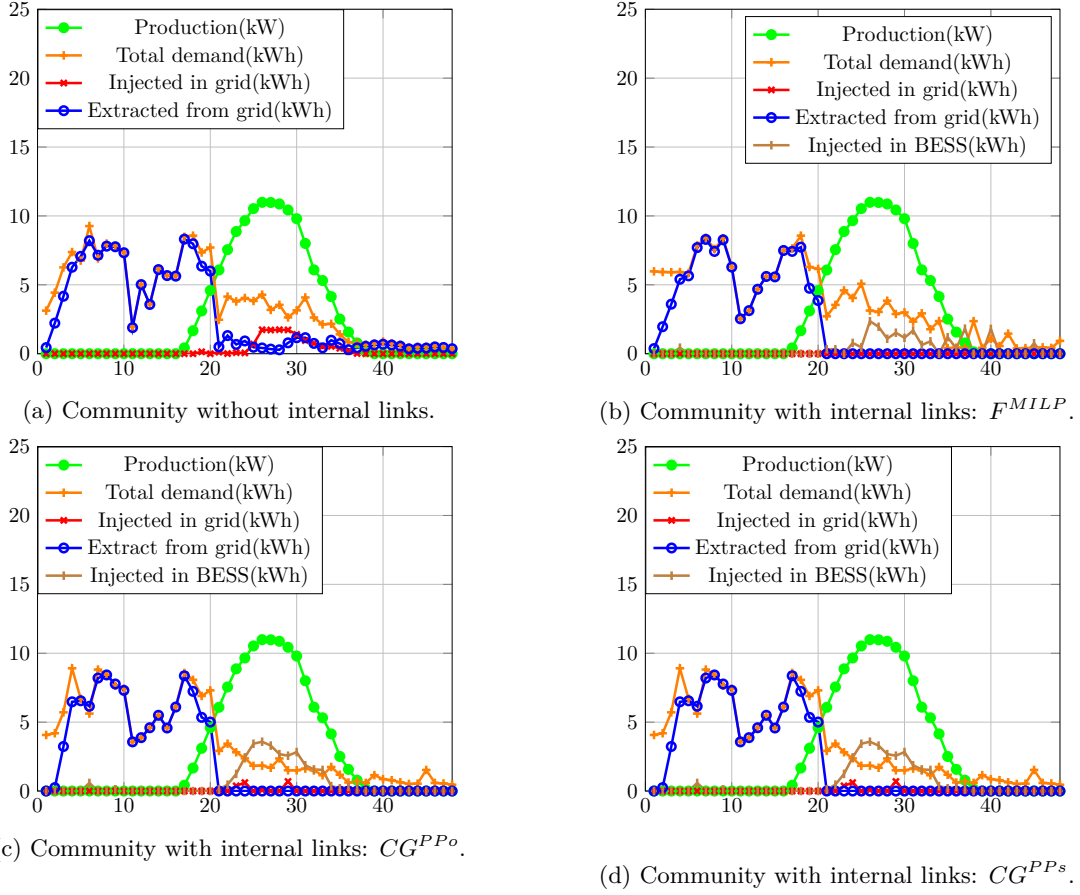 25
20
15
10
5
0
0 10 20 30 40
Production(kW)
Total demand(kWh)
Injected in grid(kWh)
Extracted from grid(kWh)
(a) Community without internal links.
25
20
15
10
5
0
0 10 20 30 40
Production(kW)
Total demand(kWh)
Injected in grid(kWh)
Extracted from grid(kWh)
Injected in BESS(kWh)
(b) Community with internal links: F^{MILP}.
25
20
15
10
5
0
0 10 20 30 40
Production(kW)
Total demand(kWh)
Injected in grid(kWh)
Extract from grid(kWh)
Injected in BESS(kWh)
c) Community with internal links: CG^{PPo}.
25
20
15
10
5
0
0 10 20 30 40
Production(kW)
Total demand(kWh)
Injected in grid(kWh)
Extracted from grid(kWh)
Injected in BESS(kWh)
(d) Community with internal links: CG^{PPs}.